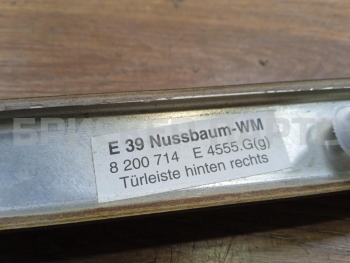 E 39 Nussbaum-WM
8 200 714 E 4555.G(g)
Türleiste hinten rechts